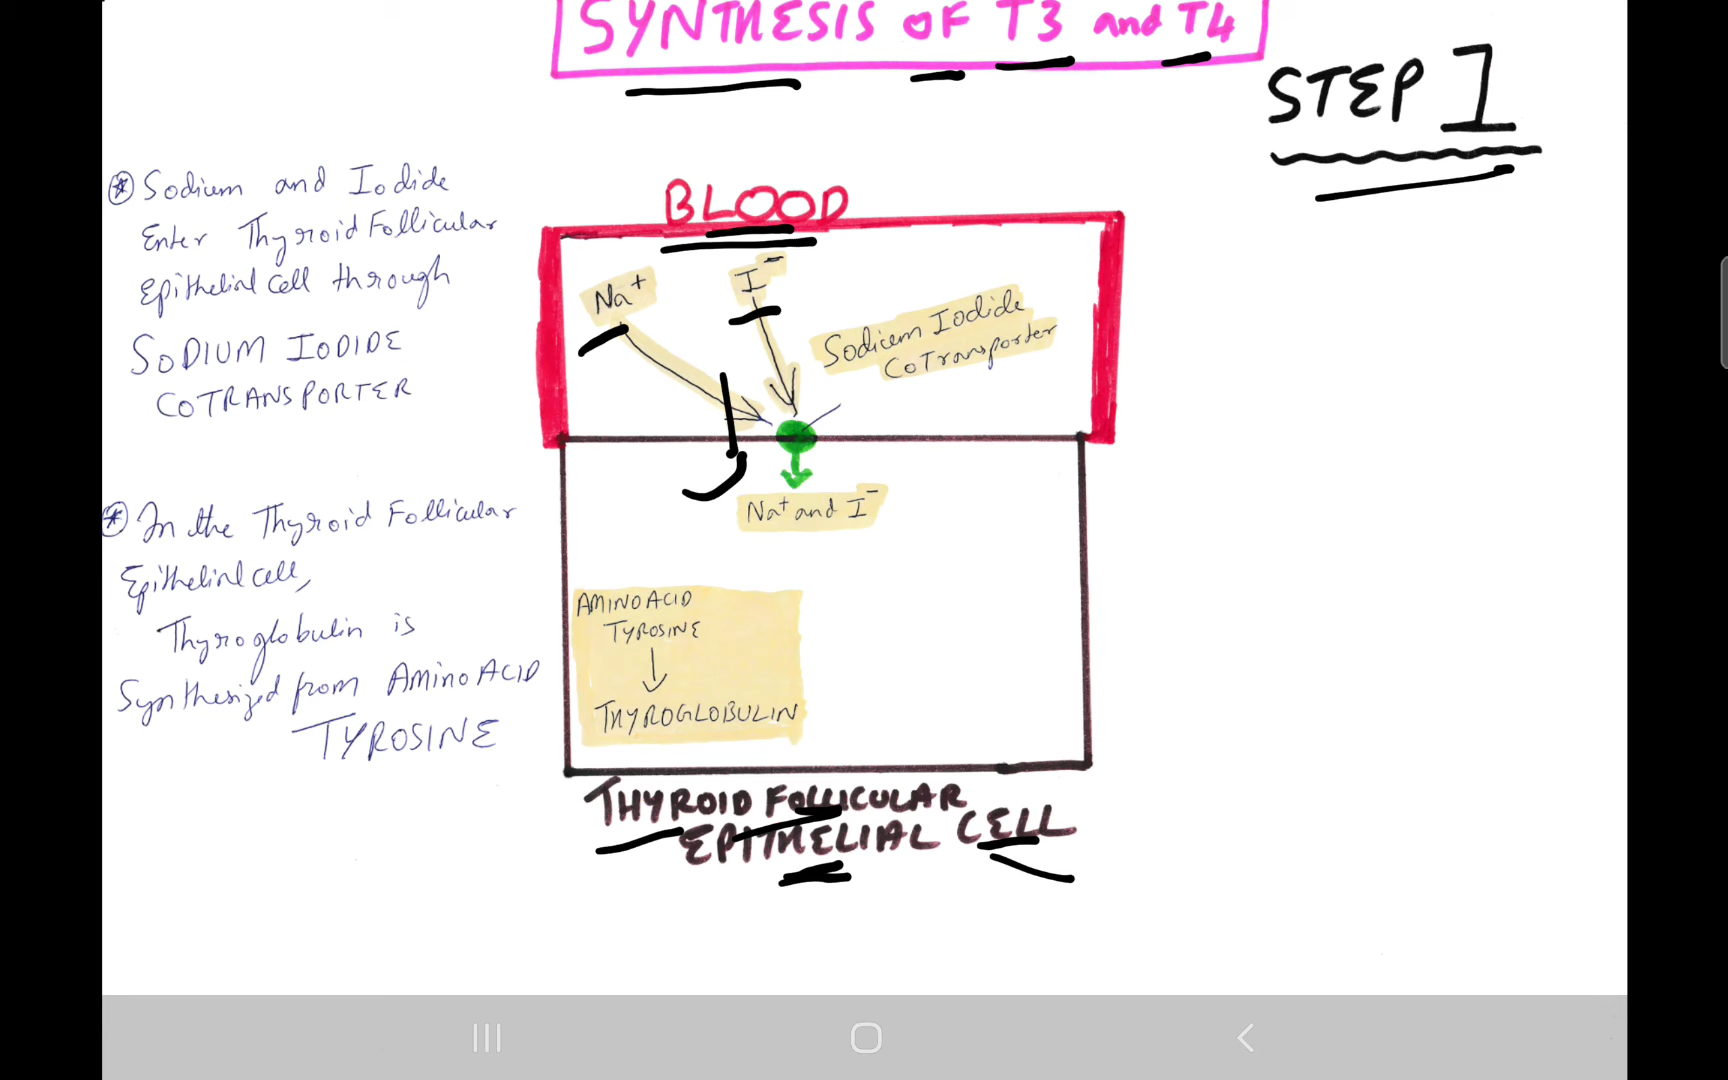 SYNTHESIS OF T3 and T4
STEP 1
Sodium and Iodide
Enter Thyroid Follicular
Epithelial Cell through
SODIUM IODIDE
COTRANSPORTER
In the Thyroid Follicular
Epithelial cell,
Thyroglobulin is
Synthesized from AMINO ACID
TYROSINE
BLOOD
Na+
I-
Sodium Iodide
CoTransporter
Na+ and I-
AMINO ACID
TYROSINE
THYROGLOBULIN
THYROID FOLLICULAR
EPITHELIAL CELL